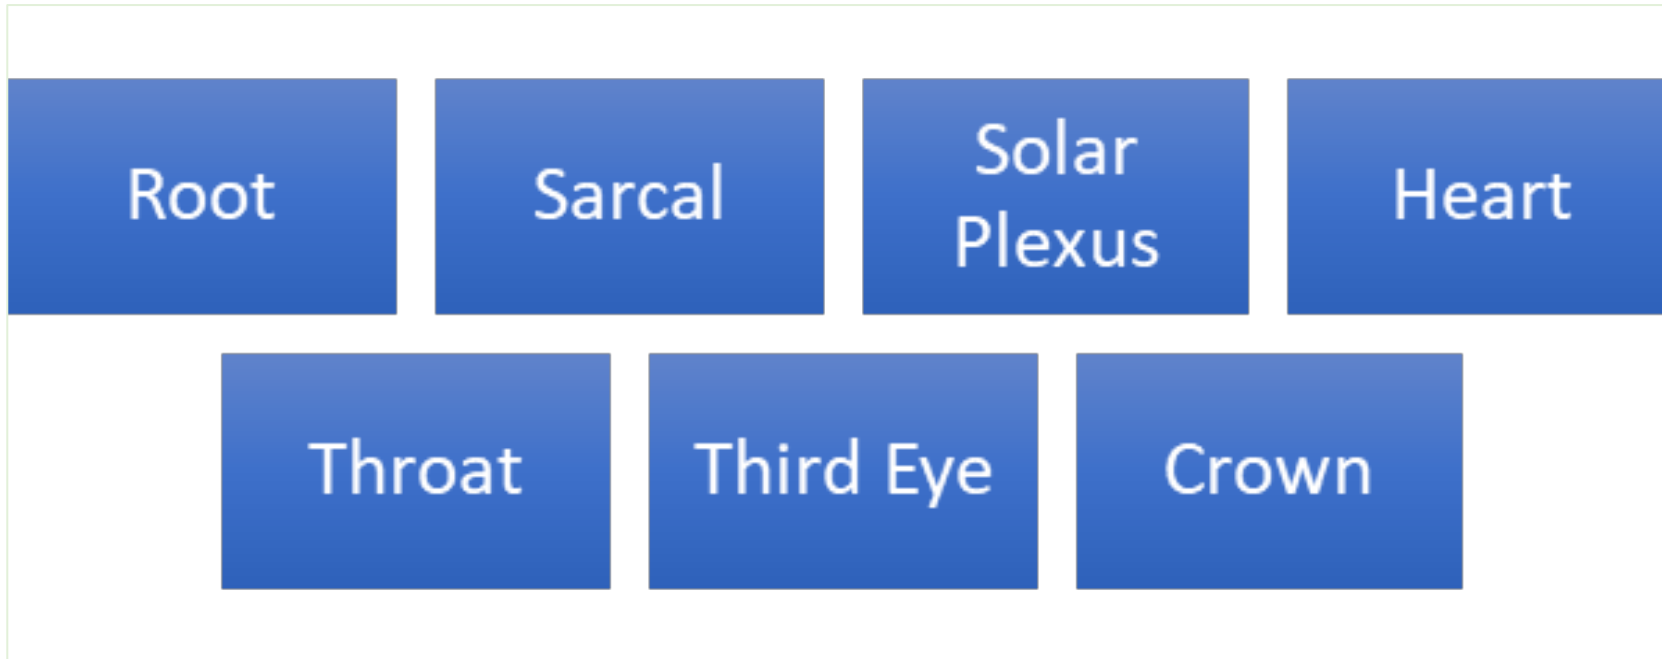 Root
Sarcal
Solar
Plexus
Heart
Throat
Third Eye
Crown